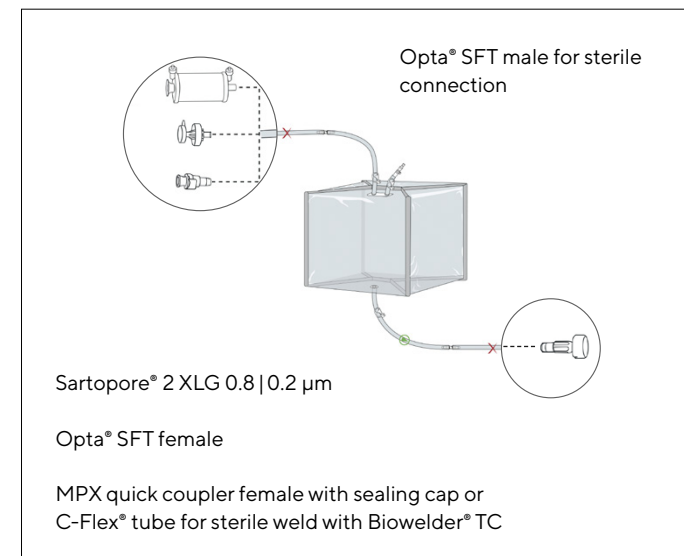 Opta® SFT male for sterile
connection
Sartopore® 2 XLG 0.8 | 0.2 µm
Opta® SFT female
MPX quick coupler female with sealing cap or
C-Flex® tube for sterile weld with Biowelder® TC